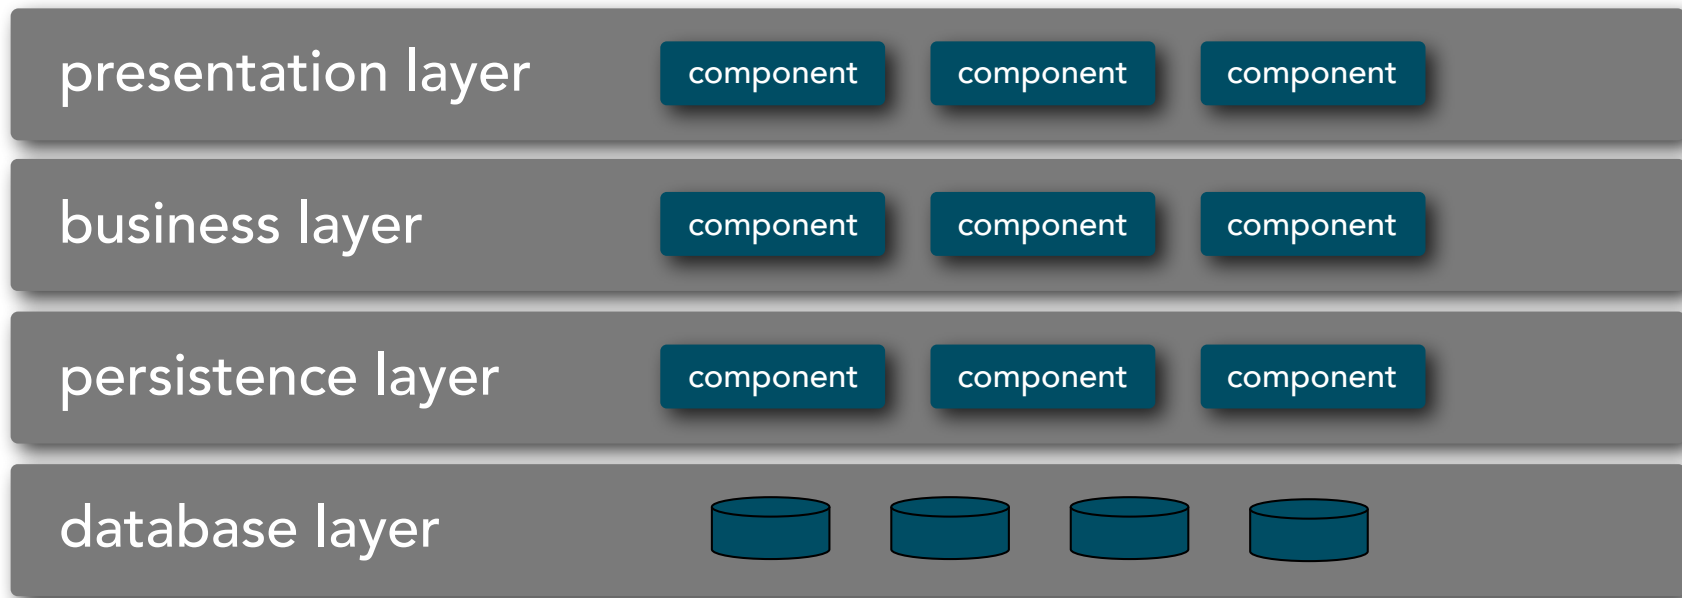 presentation layer component component component
business layer component component component
persistence layer component component component
database layer